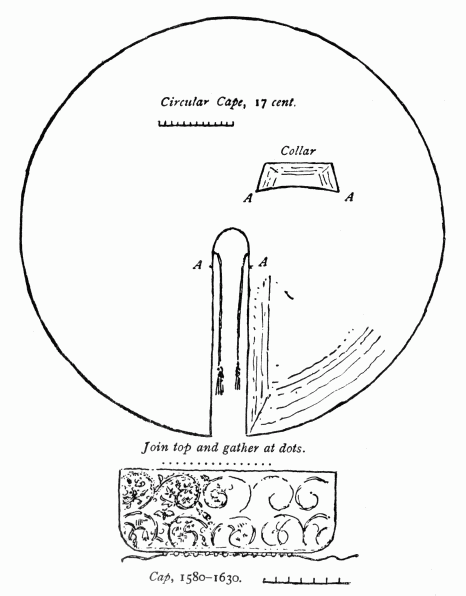 Circular Cape, 17 cent.
Collar
A A
A A
Join top and gather at dots.
Cap, 1580–1630.